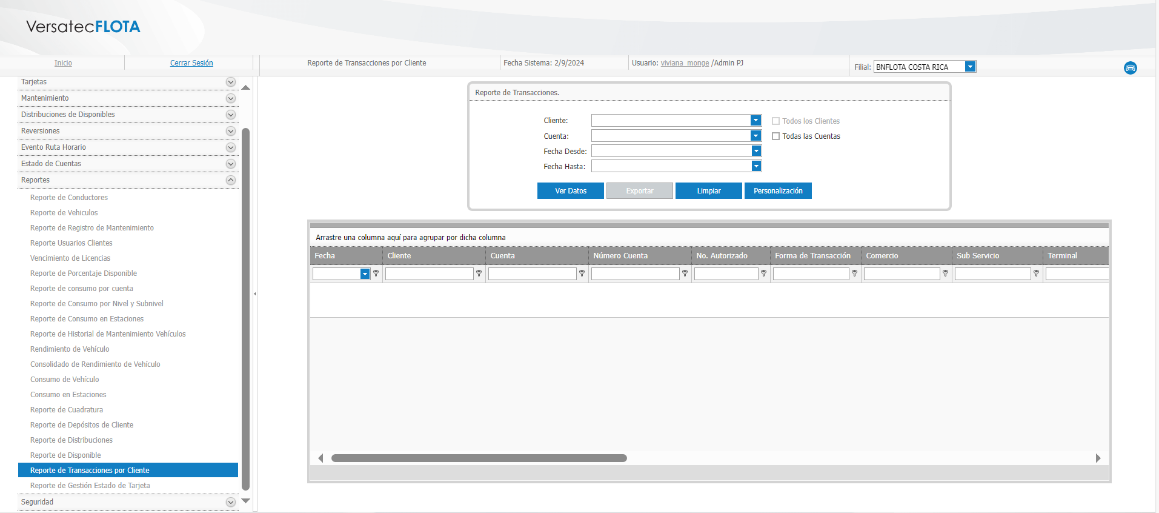 VersatecFLOTA
Inicio
Cerrar Sesión
Reporte de Transacciones por Cliente
Fecha Sistema: 2/9/2024
Usuario: viviana_monge /Admin PJ
Filial: BNFLOTA COSTA RICA
Tarjetas
Mantenimiento
Distribuciones de Disponibles
Reversiones
Evento Ruta Horario
Estado de Cuentas
Reportes
Reporte de Conductores
Reporte de Vehiculos
Reporte de Registro de Mantenimiento
Reporte Usuarios Clientes
Vencimiento de Licencias
Reporte de Porcentaje Disponible
Reporte de consumo por cuenta
Reporte de Consumo por Nivel y Subnivel
Reporte de Consumo en Estaciones
Reporte de Historial de Mantenimiento Vehículos
Rendimiento de Vehículo
Consolidado de Rendimiento de Vehículo
Consumo de Vehículo
Consumo en Estaciones
Reporte de Cuadratura
Reporte de Depósitos de Cliente
Reporte de Distribuciones
Reporte de Disponible
Reporte de Transacciones por Cliente
Reporte de Gestión Estado de Tarjeta
Seguridad
Reporte de Transacciones.
Cliente:
Todos los Clientes
Cuenta:
Todas las Cuentas
Fecha Desde:
Fecha Hasta:
Ver Datos
Exportar
Limpiar
Personalización
Arrastre una columna aquí para agrupar por dicha columna
Fecha
Cliente
Cuenta
Número Cuenta
No. Autorizado
Forma de Transacción
Comercio
Sub Servicio
Terminal